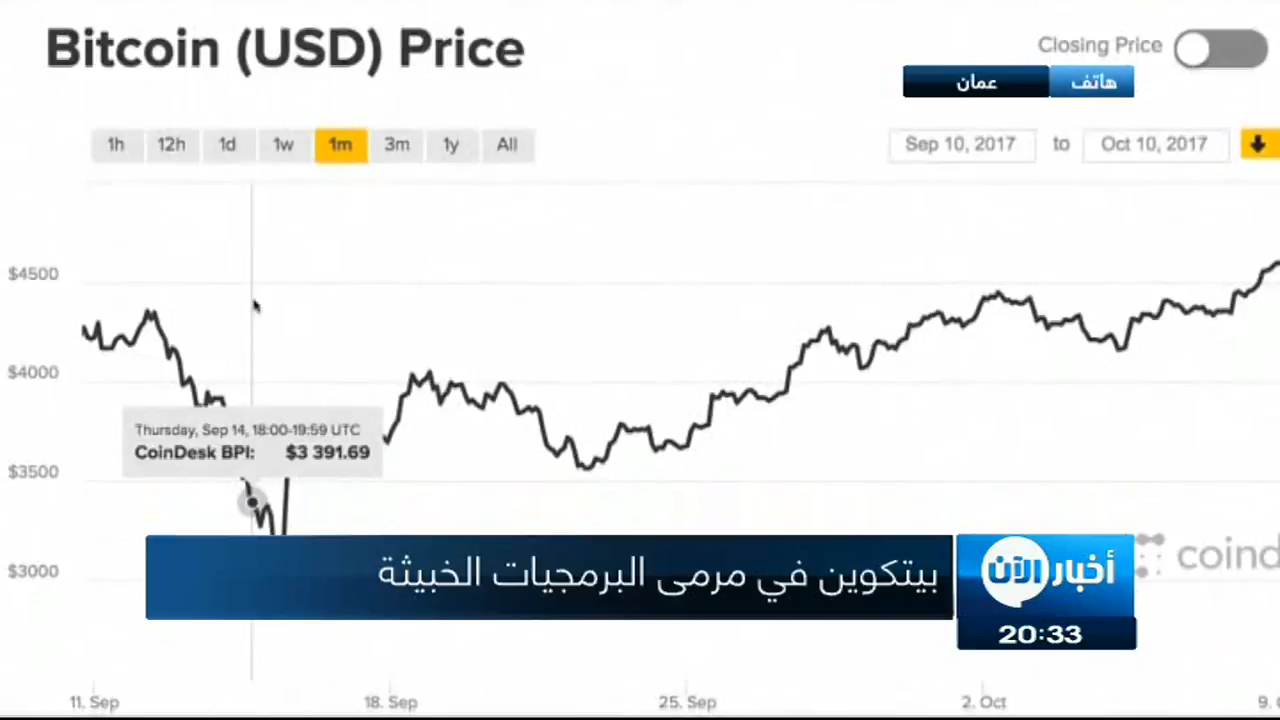 Bitcoin (USD) Price
Closing Price
هاتف عمان
1h 12h 1d 1w 1m 3m 1y All
Sep 10, 2017 to Oct 10, 2017
$4500
$4000
Thursday, Sep 14, 18:00-19:59 UTC
CoinDesk BPI: $3 391.69
$3500
$3000
بيتكوين في مرمى البرمجيات الخبيثة
أخبار الآن
coind
20:33
11. Sep 18. Sep 25. Sep 2. Oct 9.